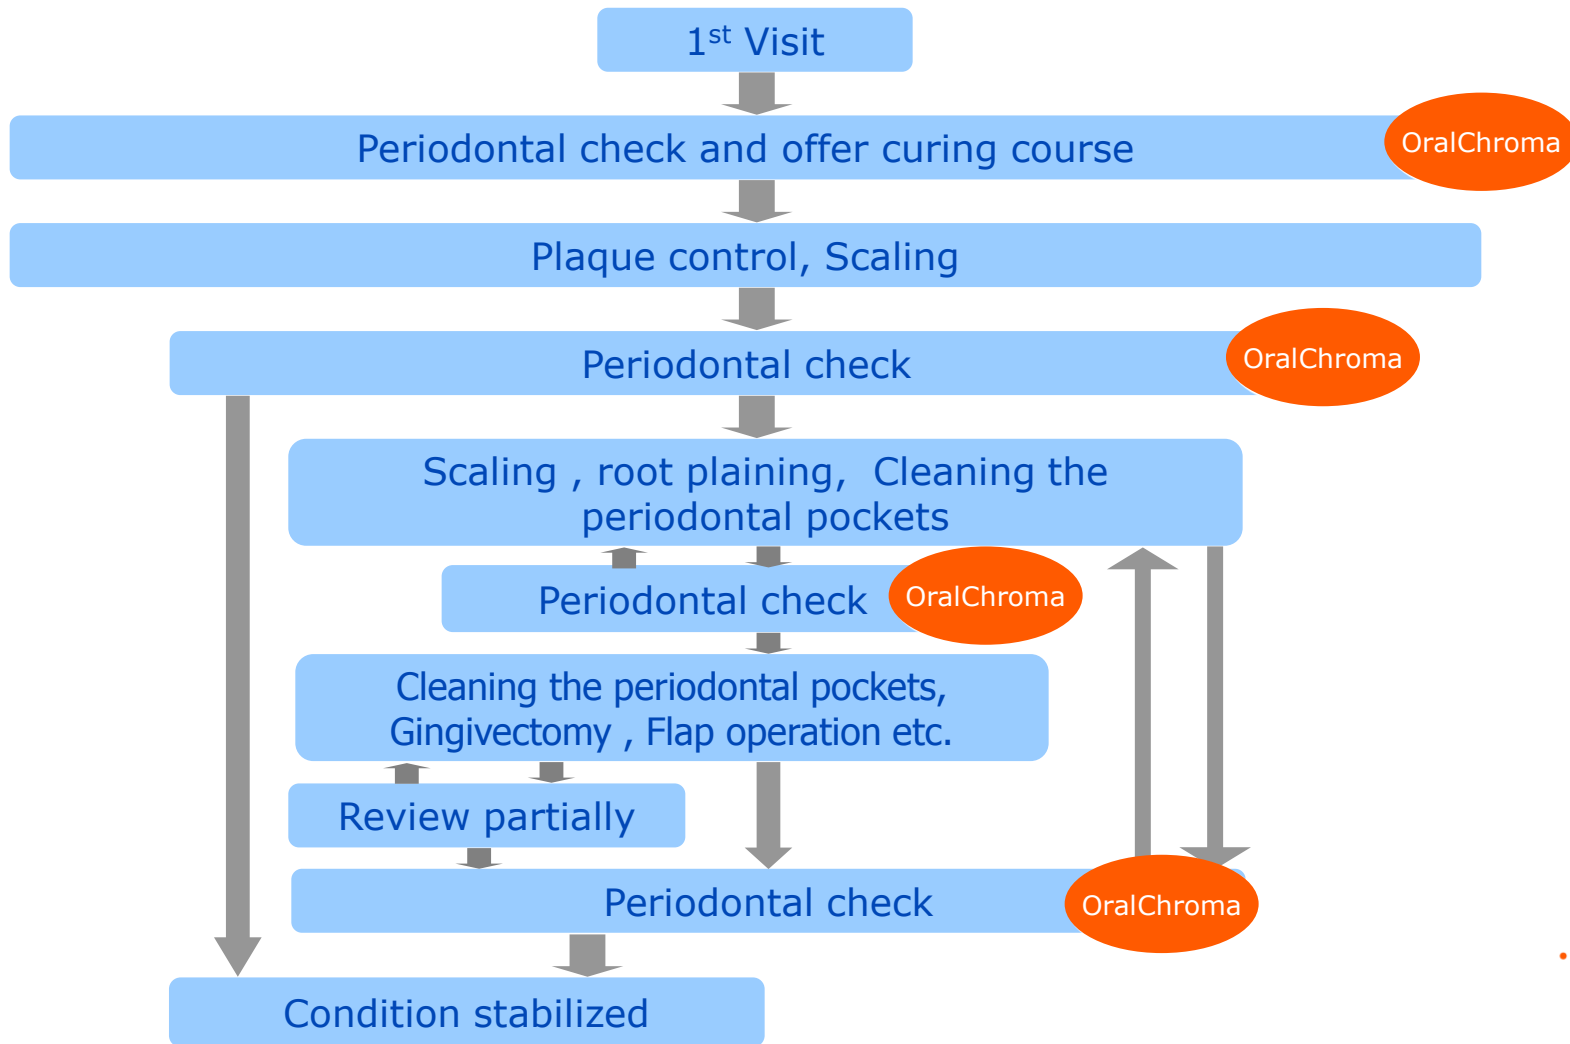 1st Visit
Periodontal check and offer curing course
OralChroma
Plaque control, Scaling
Periodontal check
OralChroma
Scaling , root plaining, Cleaning the
periodontal pockets
Periodontal check
OralChroma
Cleaning the periodontal pockets,
Gingivectomy , Flap operation etc.
Review partially
Periodontal check
OralChroma
Condition stabilized